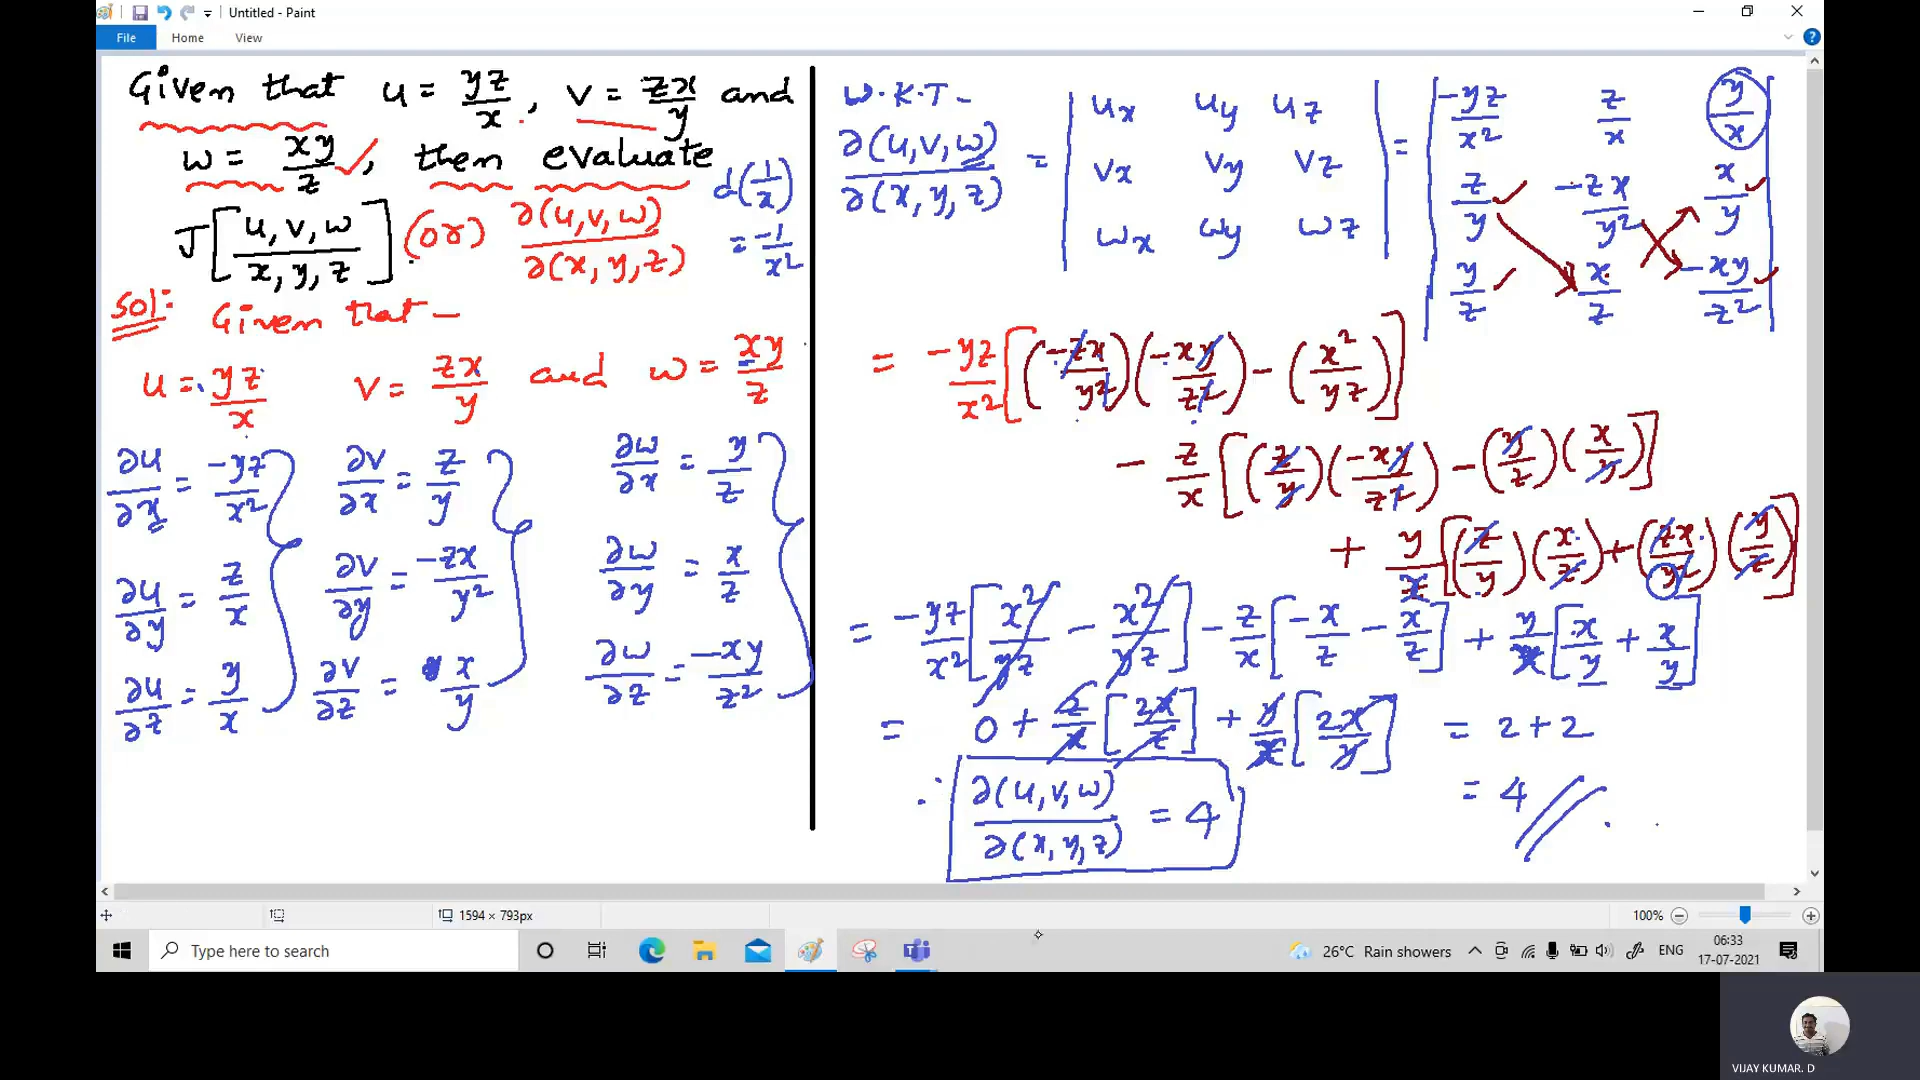 Untitled - Paint
File Home View
Given that u = yz/x, v = zx/y and
w = xy/z, then evaluate
d(1/x)
= -1/x²
J[u, v, w / x, y, z] (or) ∂(u, v, w)/∂(x, y, z)
Sol: Given that -
u = yz/x v = zx/y and w = xy/z
∂u/∂x = -yz/x² ∂v/∂x = z/y ∂w/∂x = y/z
∂u/∂y = z/x ∂v/∂y = -zx/y² ∂w/∂y = x/z
∂u/∂z = y/x ∂v/∂z = x/y ∂w/∂z = -xy/z²
W.K.T -
∂(u, v, w)/∂(x, y, z) = | ux uy uz | = | -yz/x² z/x y/x |
| vx vy vz | | z/y -zx/y² x/y |
| wx wy wz | | y/z x/z -xy/z² |
= -yz/x² [(-zx/y²)(-xy/z²) - (x²/yz)]
- z/x [(z/y)(-xy/z²) - (y/z)(x/y)]
+ y/x [(z/y)(x/z) + (zx/y²)(y/z)]
= -yz/x² [x²/yz - x²/yz] - z/x [-x/z - x/z] + y/x [x/y + x/y]
= 0 + z/x [2x/z] + y/x [2x/y] = 2 + 2
= 4
∴ ∂(u, v, w)/∂(x, y, z) = 4
1594 × 793px 100%
Type here to search
26°C Rain showers ENG 06:33
17-07-2021
VIJAY KUMAR. D